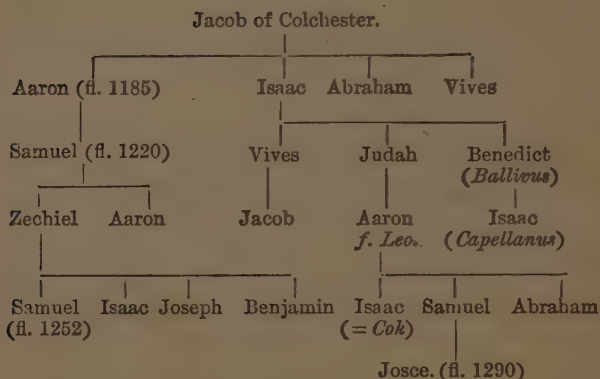 Jacob of Colchester.
Aaron (fl. 1185) Isaac Abraham Vives
Samuel (fl. 1220) Vives Judah Benedict
(Ballivus)
Zechiel Aaron Jacob Aaron Isaac
f. Leo. (Capellanus)
Samuel Isaac Joseph Benjamin Isaac Samuel Abraham
(fl. 1252) (= Cok)
Josce. (fl. 1290)